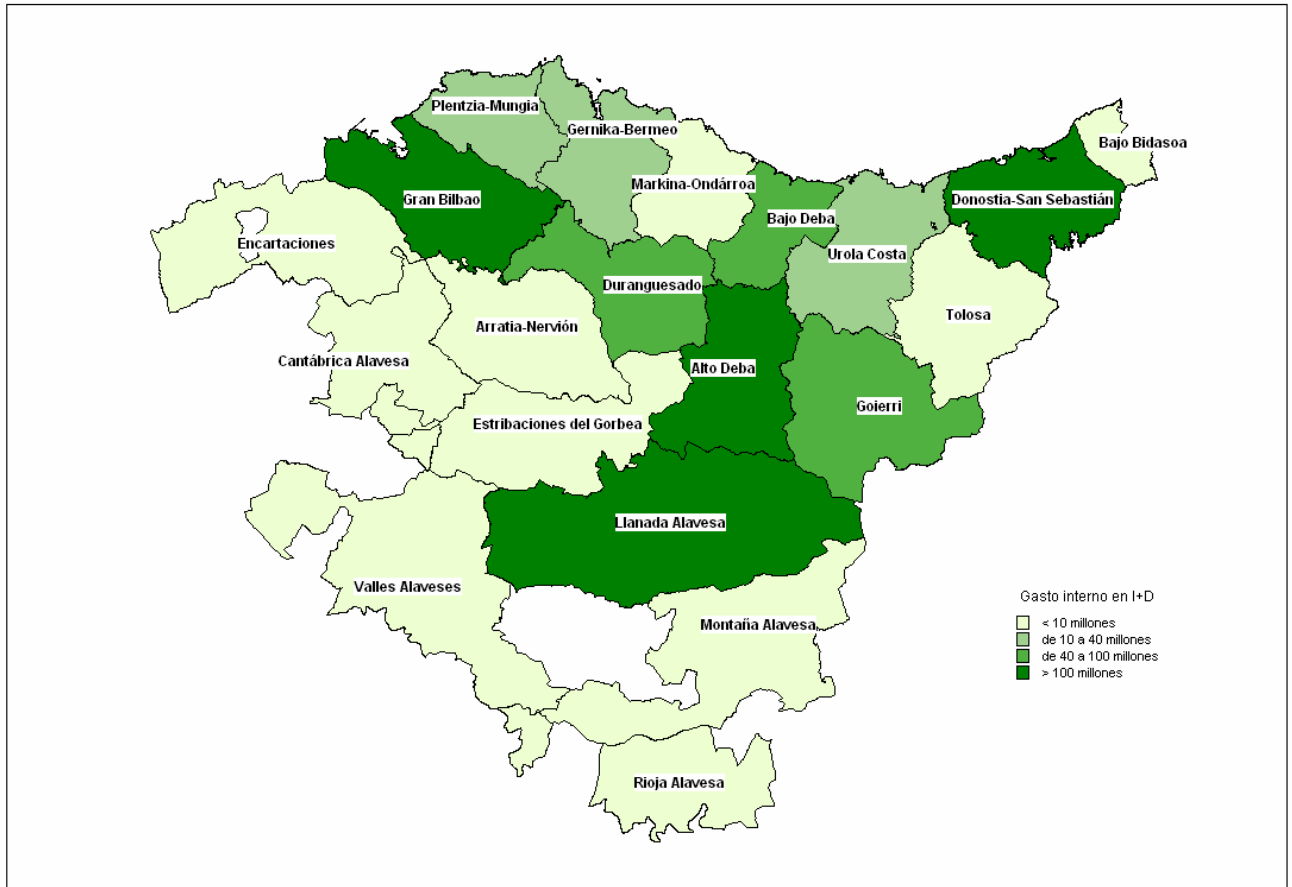 Plentzia-Mungia
Gernika-Bermeo
Bajo Bidasoa
Markina-Ondárroa
Gran Bilbao
Donostia-San Sebastián
Bajo Deba
Encartaciones
Urola Costa
Duranguesado
Tolosa
Arratia-Nervión
Cantábrica Alavesa
Alto Deba
Goierri
Estribaciones del Gorbea
Llanada Alavesa
Valles Alaveses
Montaña Alavesa
Rioja Alavesa
Gasto interno en I+D
< 10 millones
de 10 a 40 millones
de 40 a 100 millones
> 100 millones